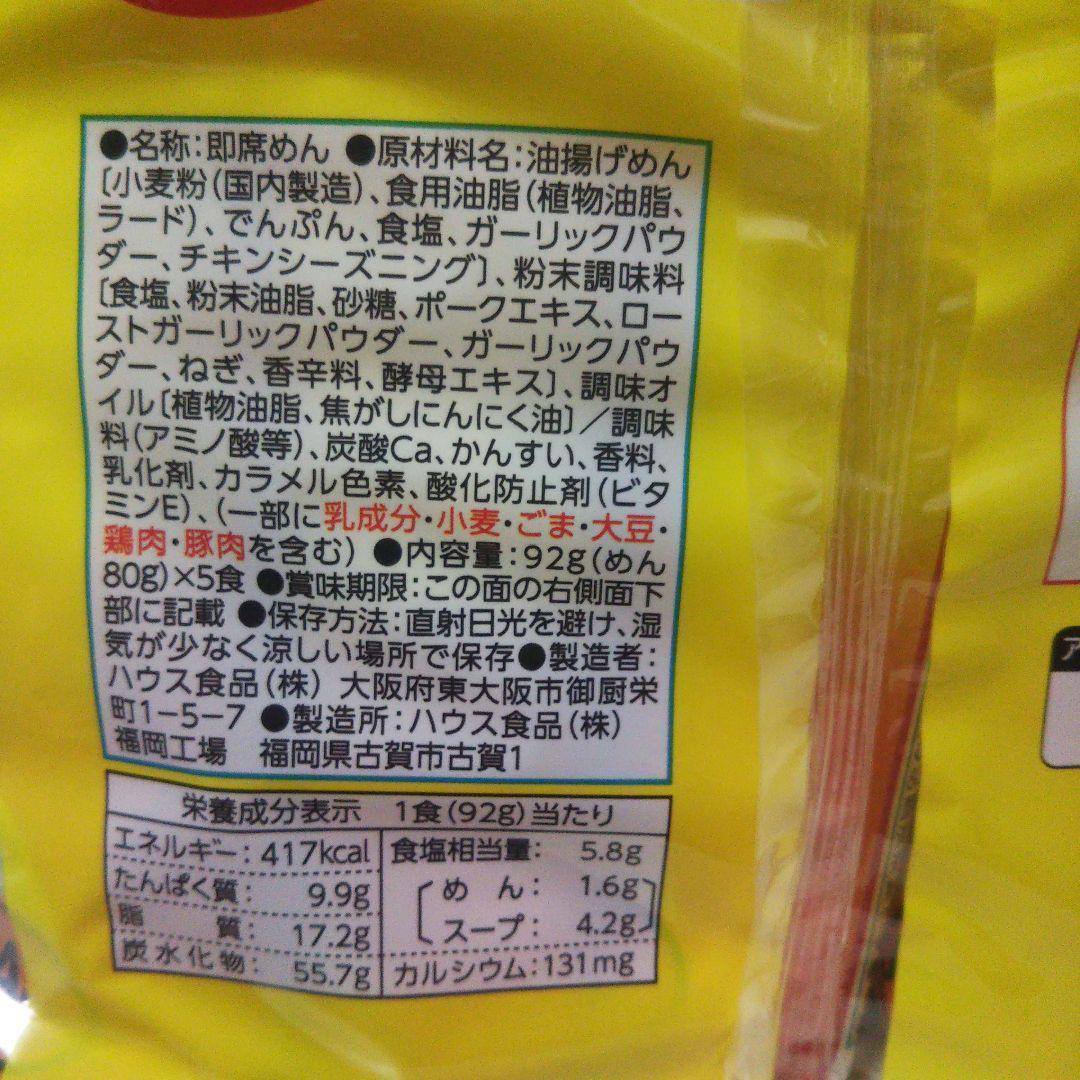 ●名称:即席めん ●原材料名:油揚げめん
〔小麦粉(国内製造)、食用油脂(植物油脂、
ラード)、でんぷん、食塩、ガーリックパウ
ダー、チキンシーズニング〕、粉末調味料
〔食塩、粉末油脂、砂糖、ポークエキス、ロー
ストガーリックパウダー、ガーリックパウ
ダー、ねぎ、香辛料、酵母エキス〕、調味オ
イル〔植物油脂、焦がしにんにく油〕/調味
料(アミノ酸等)、炭酸Ca、かんすい、香料、
乳化剤、カラメル色素、酸化防止剤(ビタ
ミンE)、(一部に乳成分・小麦・ごま・大豆・
鶏肉・豚肉を含む) ●内容量:92g(めん
80g)×5食 ●賞味期限:この面の右側面下
部に記載 ●保存方法:直射日光を避け、湿
気が少なく涼しい場所で保存●製造者:
ハウス食品(株) 大阪府東大阪市御厨栄
町1-5-7 ●製造所:ハウス食品(株)
福岡工場 福岡県古賀市古賀1
栄養成分表示 1食(92g)当たり
エネルギー:417kcal
たんぱく質: 9.9g
脂質: 17.2g
炭水化物: 55.7g
食塩相当量: 5.8g
〔めん: 1.6g〕
〔スープ: 4.2g〕
カルシウム:131mg
ア